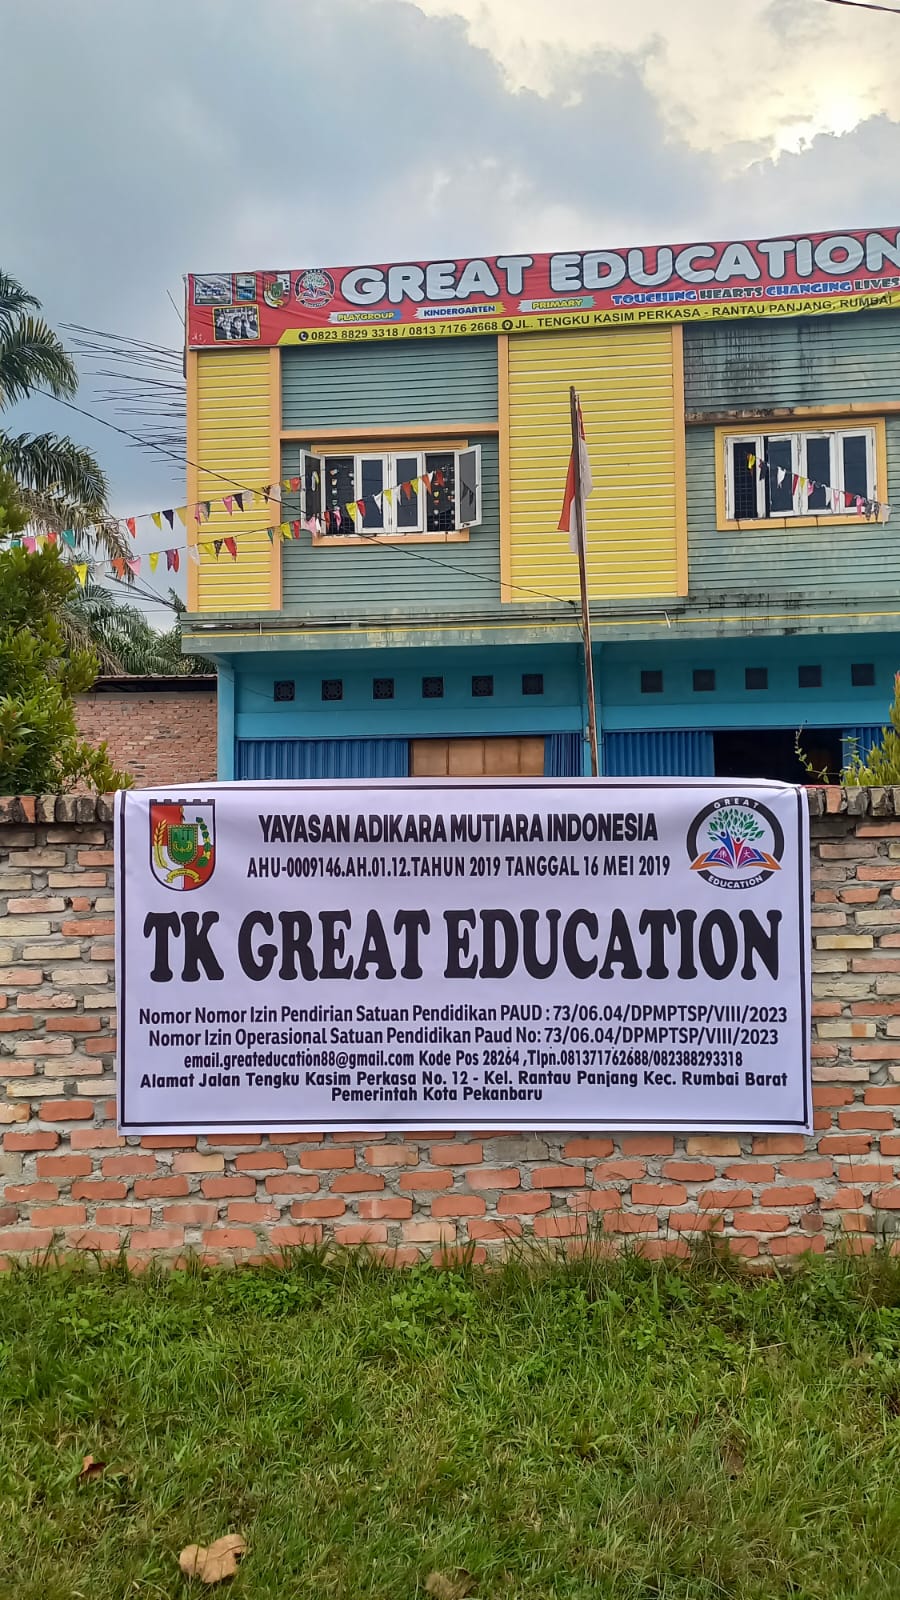 GREAT EDUCATION
PLAYGROUP KINDERGARTEN PRIMARY TOUCHING HEARTS CHANGING LIVES
0823 8829 3318 / 0813 7176 2668 JL. TENGKU KASIM PERKASA - RANTAU PANJANG, RUMBAI
YAYASAN ADIKARA MUTIARA INDONESIA
AHU-0009146.AH.01.12.TAHUN 2019 TANGGAL 16 MEI 2019
GREAT
EDUCATION
TK GREAT EDUCATION
Nomor Nomor Izin Pendirian Satuan Pendidikan PAUD : 73/06.04/DPMPTSP/VIII/2023
Nomor Izin Operasional Satuan Pendidikan Paud No: 73/06.04/DPMPTSP/VIII/2023
email.greateducation88@gmail.com Kode Pos 28264 ,Tlpn.081371762688/082388293318
Alamat Jalan Tengku Kasim Perkasa No. 12 - Kel. Rantau Panjang Kec. Rumbai Barat
Pemerintah Kota Pekanbaru